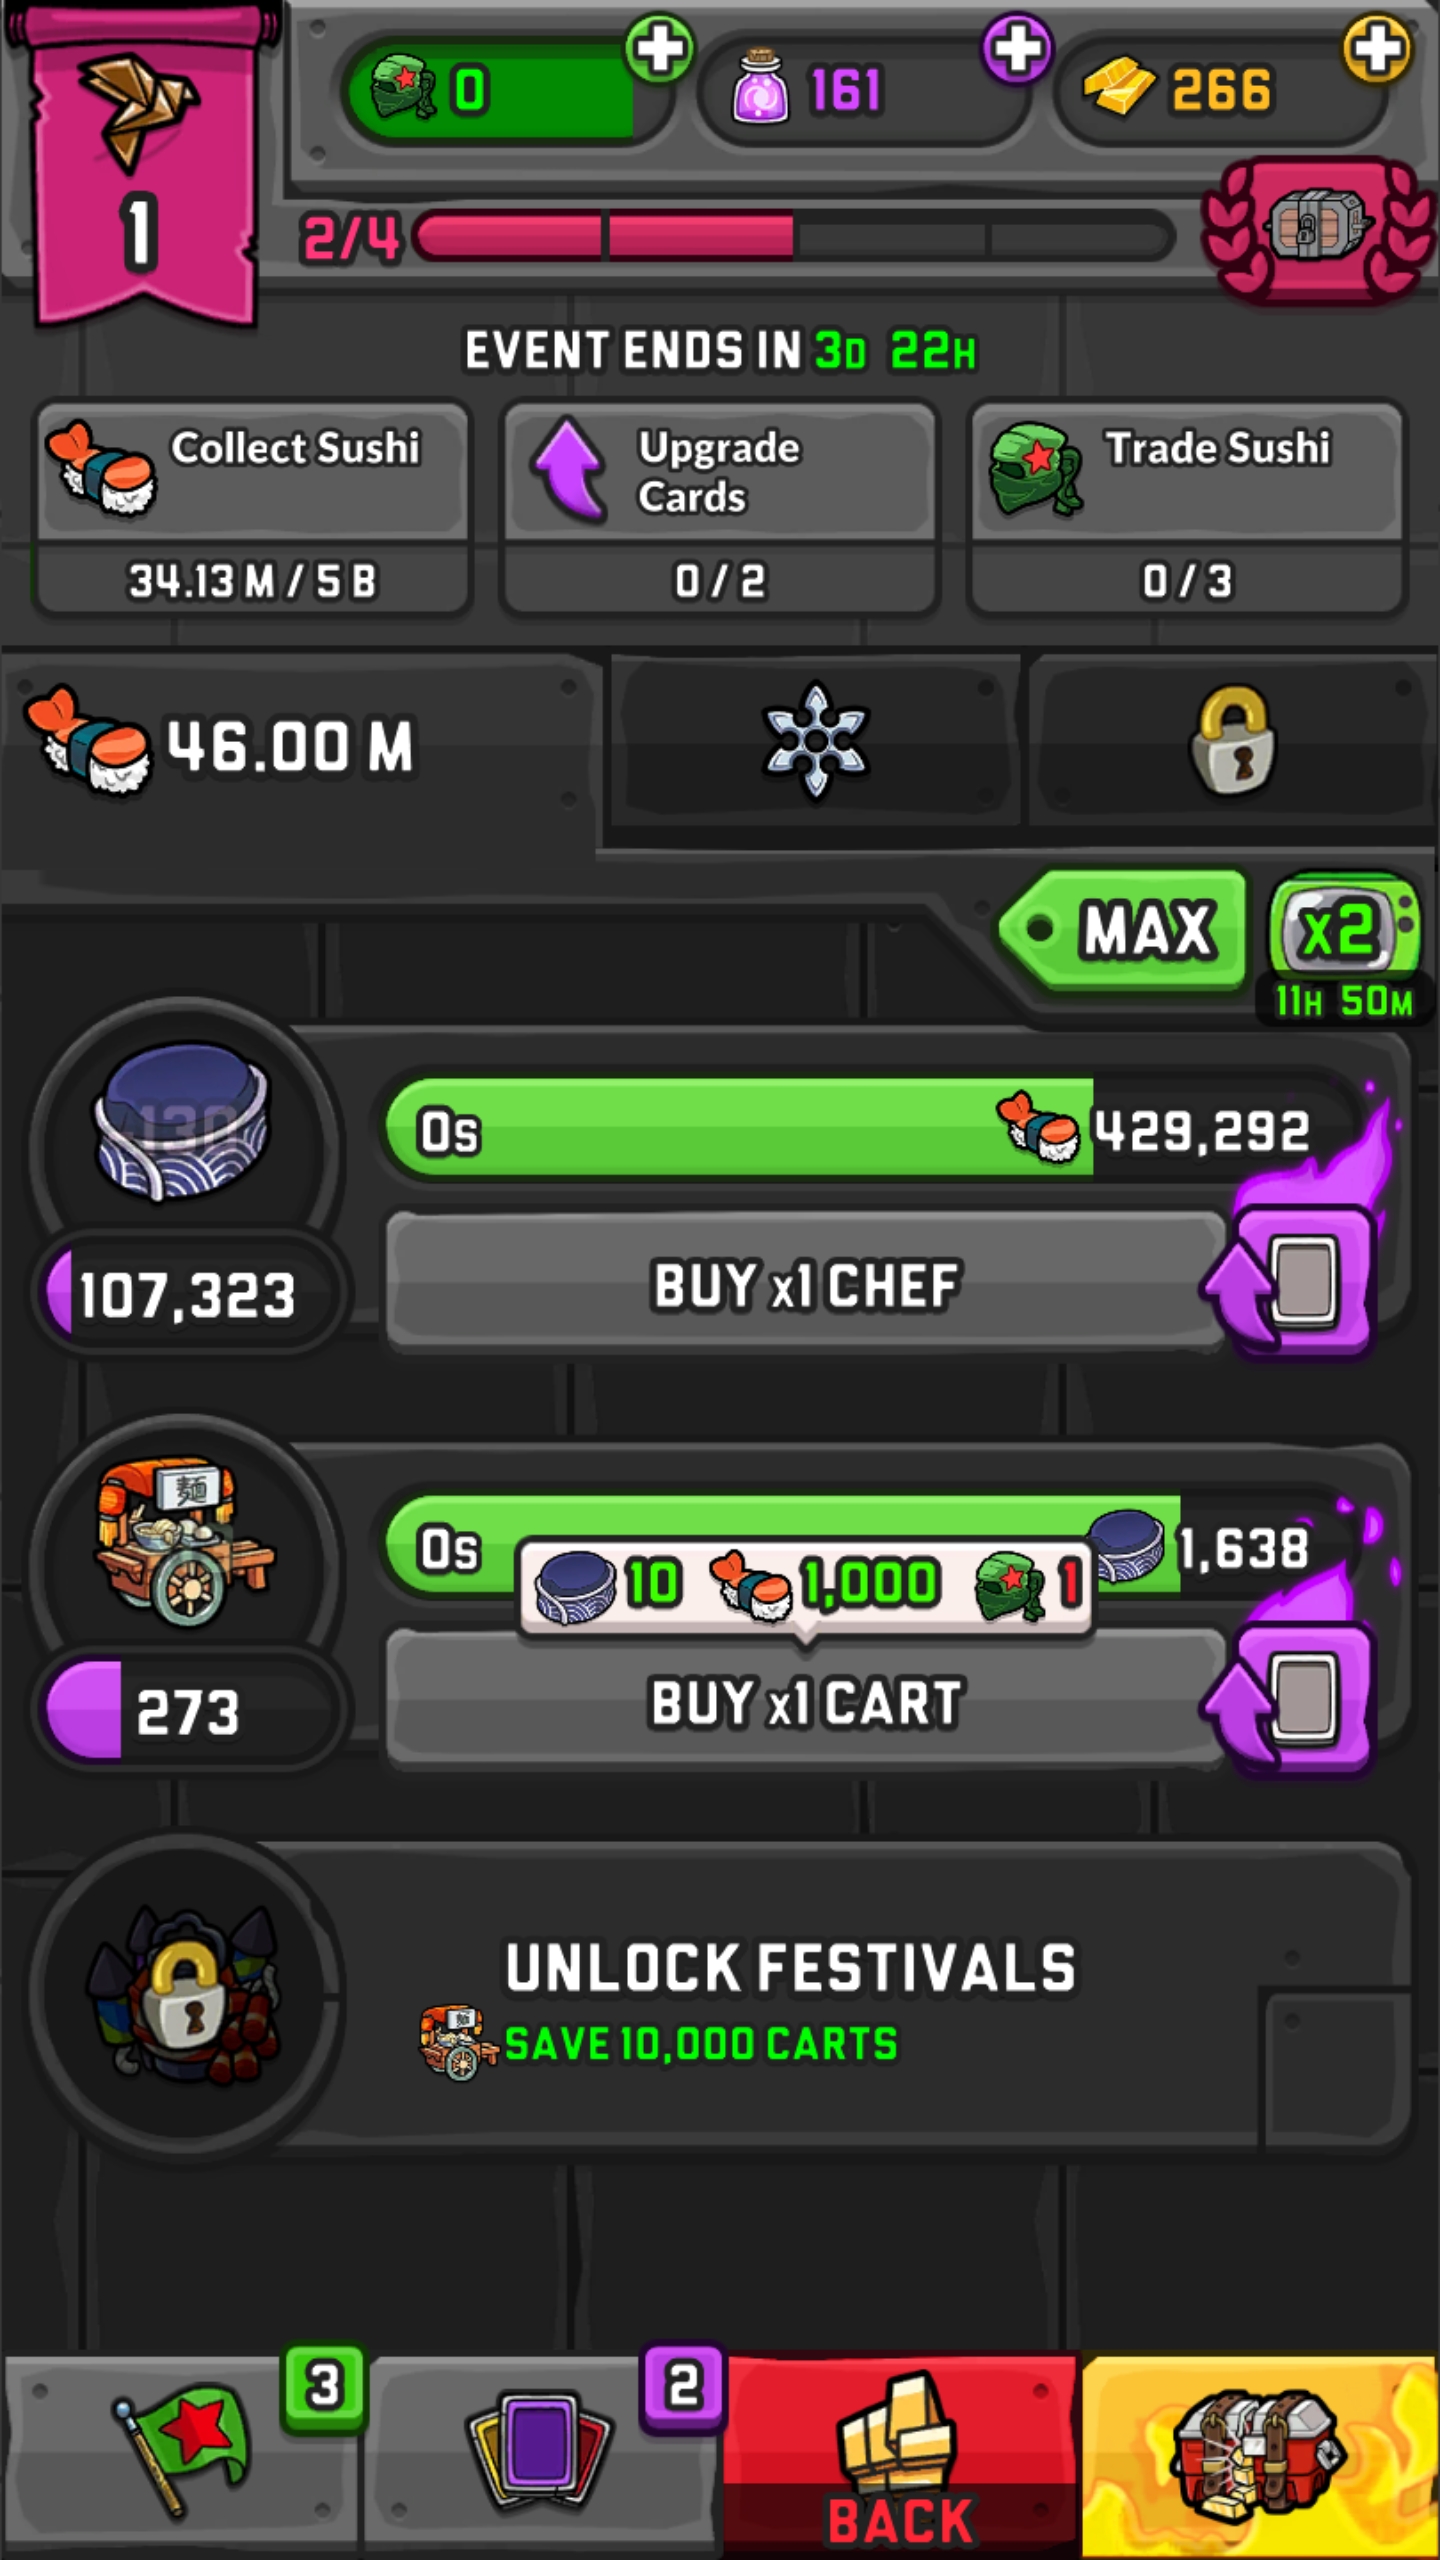 0
161
266
1
2/4
EVENT ENDS IN 3D 22H
Collect Sushi
34.13 M / 5 B
Upgrade
Cards
0 / 2
Trade Sushi
0 / 3
46.00 M
MAX
x2
11H 50M
0s
429,292
107,323
BUY x1 CHEF
麺
0s
1,638
10
1,000
1
273
BUY x1 CART
UNLOCK FESTIVALS
SAVE 10,000 CARTS
3
2
BACK